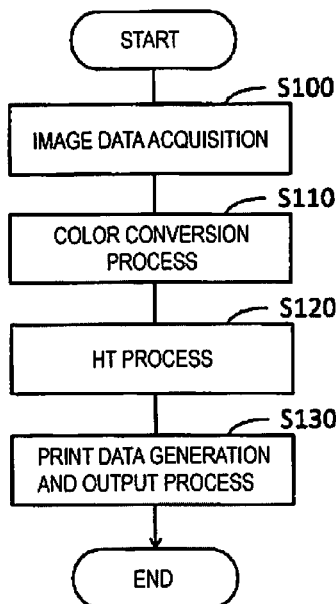 START
S100
IMAGE DATA ACQUISITION
S110
COLOR CONVERSION
PROCESS
S120
HT PROCESS
S130
PRINT DATA GENERATION
AND OUTPUT PROCESS
END